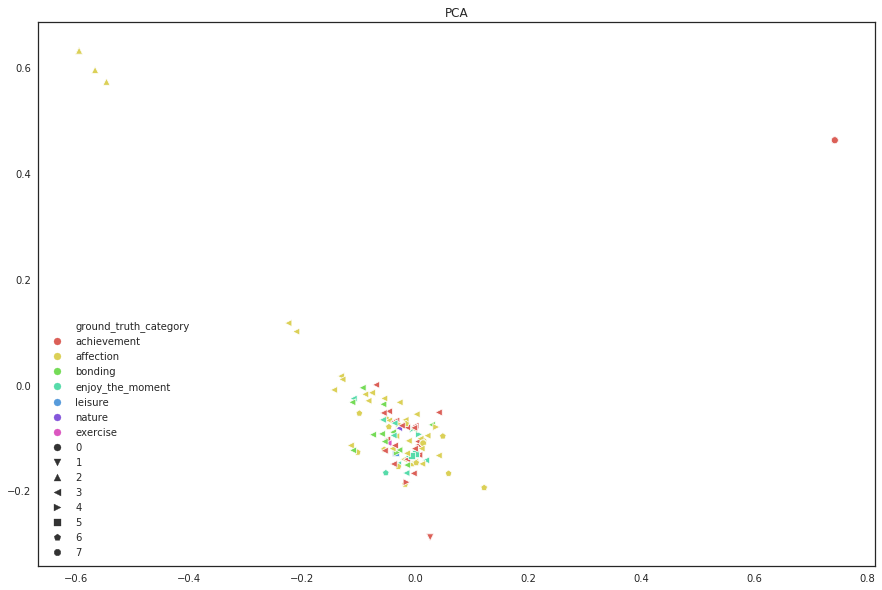 PCA
0.6
0.4
0.2
0.0
−0.2
ground_truth_category
achievement
affection
bonding
enjoy_the_moment
leisure
nature
exercise
0
1
2
3
4
5
6
7
−0.6 −0.4 −0.2 0.0 0.2 0.4 0.6 0.8